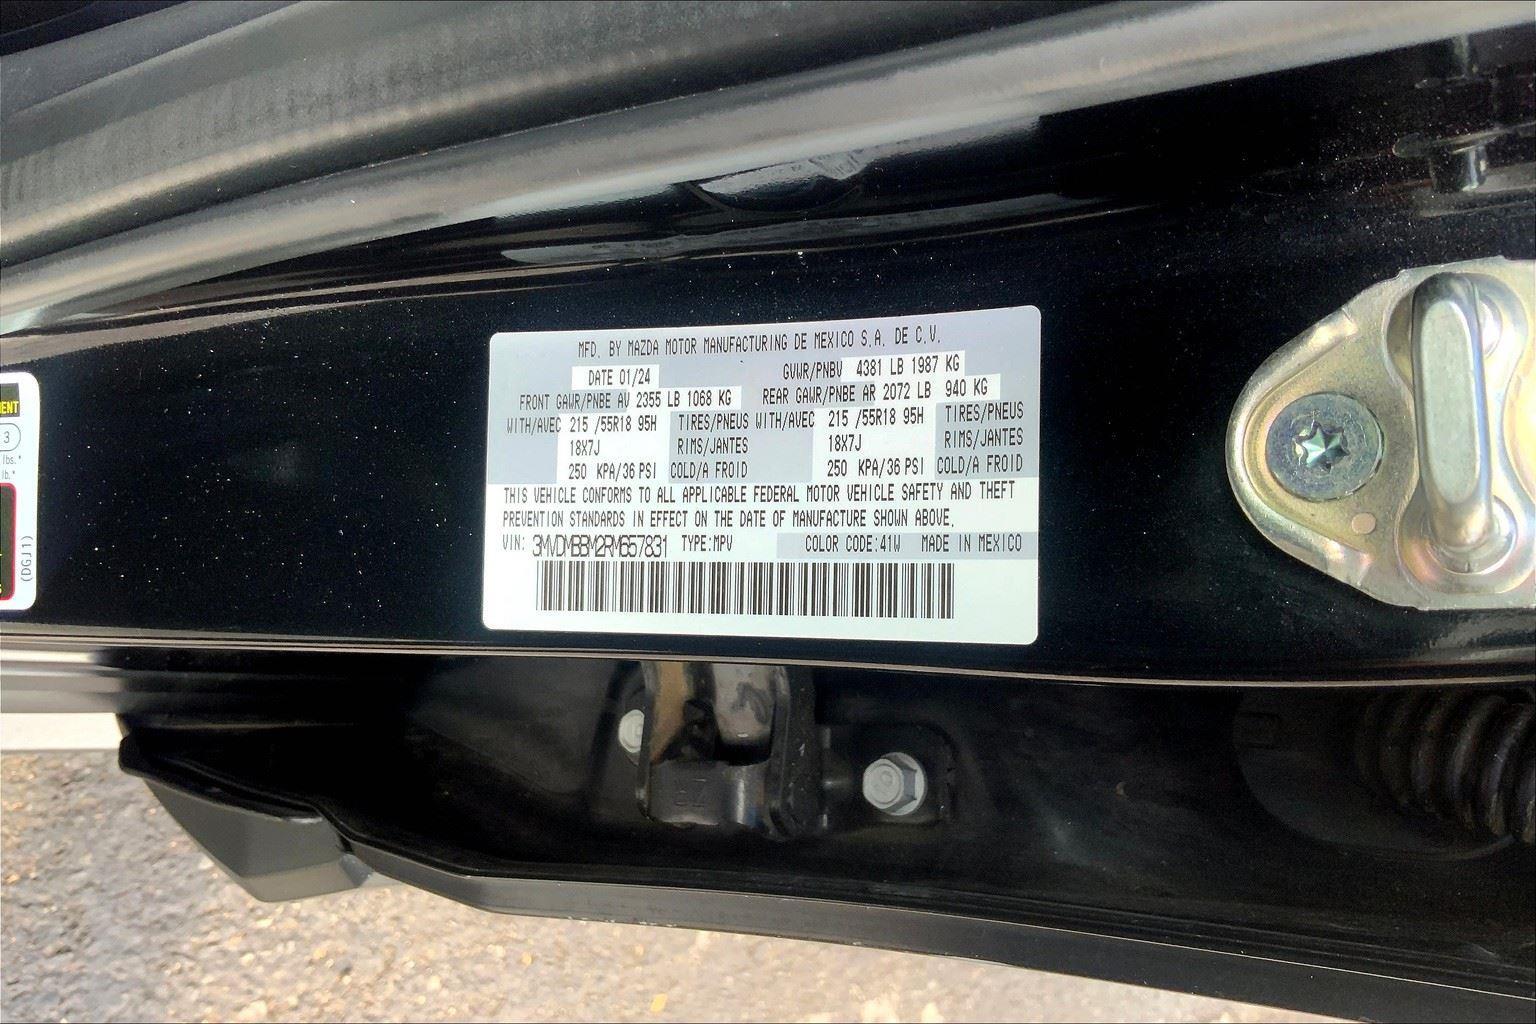 MFD. BY MAZDA MOTOR MANUFACTURING DE MEXICO S.A. DE C.V.
DATE 01/24 GVWR/PNBV 4381 LB 1987 KG
FRONT GAWR/PNBE AV 2355 LB 1068 KG REAR GAWR/PNBE AR 2072 LB 940 KG
WITH/AVEC 215 /55R18 95H TIRES/PNEUS WITH/AVEC 215 /55R18 95H TIRES/PNEUS
18X7J RIMS/JANTES 18X7J RIMS/JANTES
250 KPA/36 PSI COLD/A FROID 250 KPA/36 PSI COLD/A FROID
THIS VEHICLE CONFORMS TO ALL APPLICABLE FEDERAL MOTOR VEHICLE SAFETY AND THEFT
PREVENTION STANDARDS IN EFFECT ON THE DATE OF MANUFACTURE SHOWN ABOVE.
VIN: 3MVDMBBM2RM657831 TYPE:MPV COLOR CODE:41W MADE IN MEXICO
3
lbs.*
lb.*
(DGJ1)